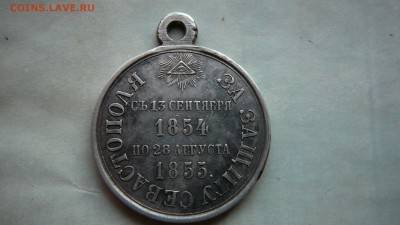 COINS.LAVE.RU
ЗА ЗАЩИТУ СЕВАСТОПОЛЯ
СЪ 13 СЕНТЯБРЯ
1854
ПО 28 АВГУСТА
1855.